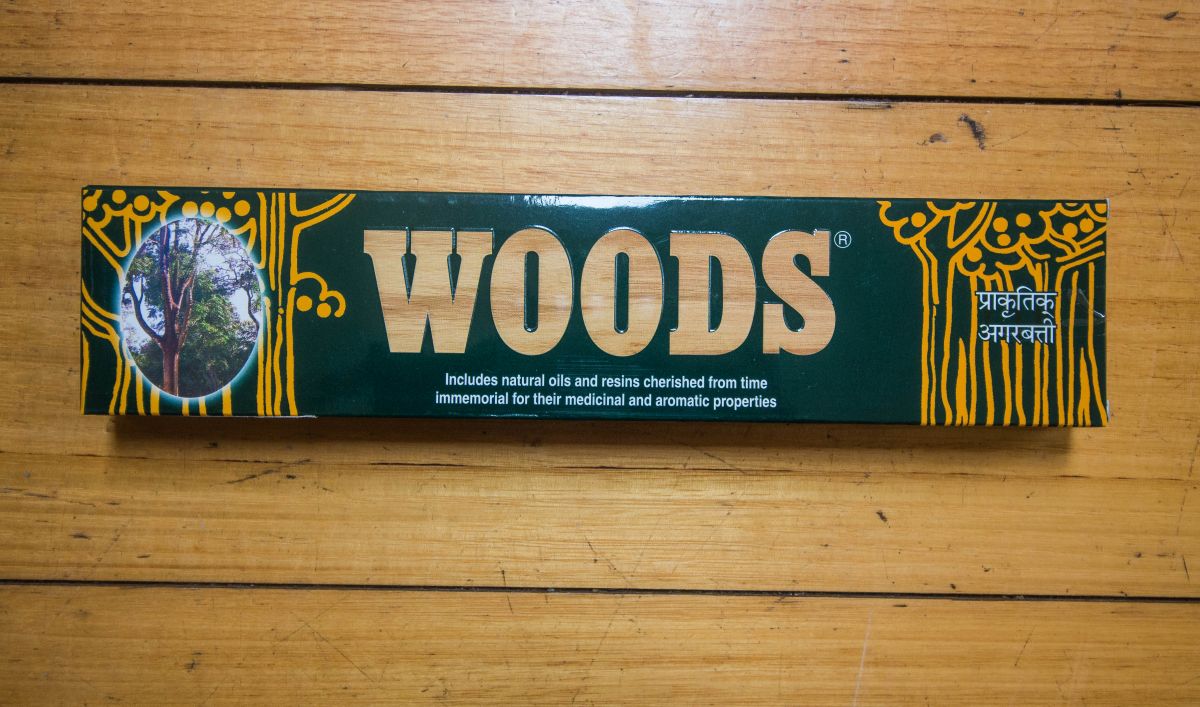 WOODS®
Includes natural oils and resins cherished from time
immemorial for their medicinal and aromatic properties
प्राकृतिक्
अगरबत्ती